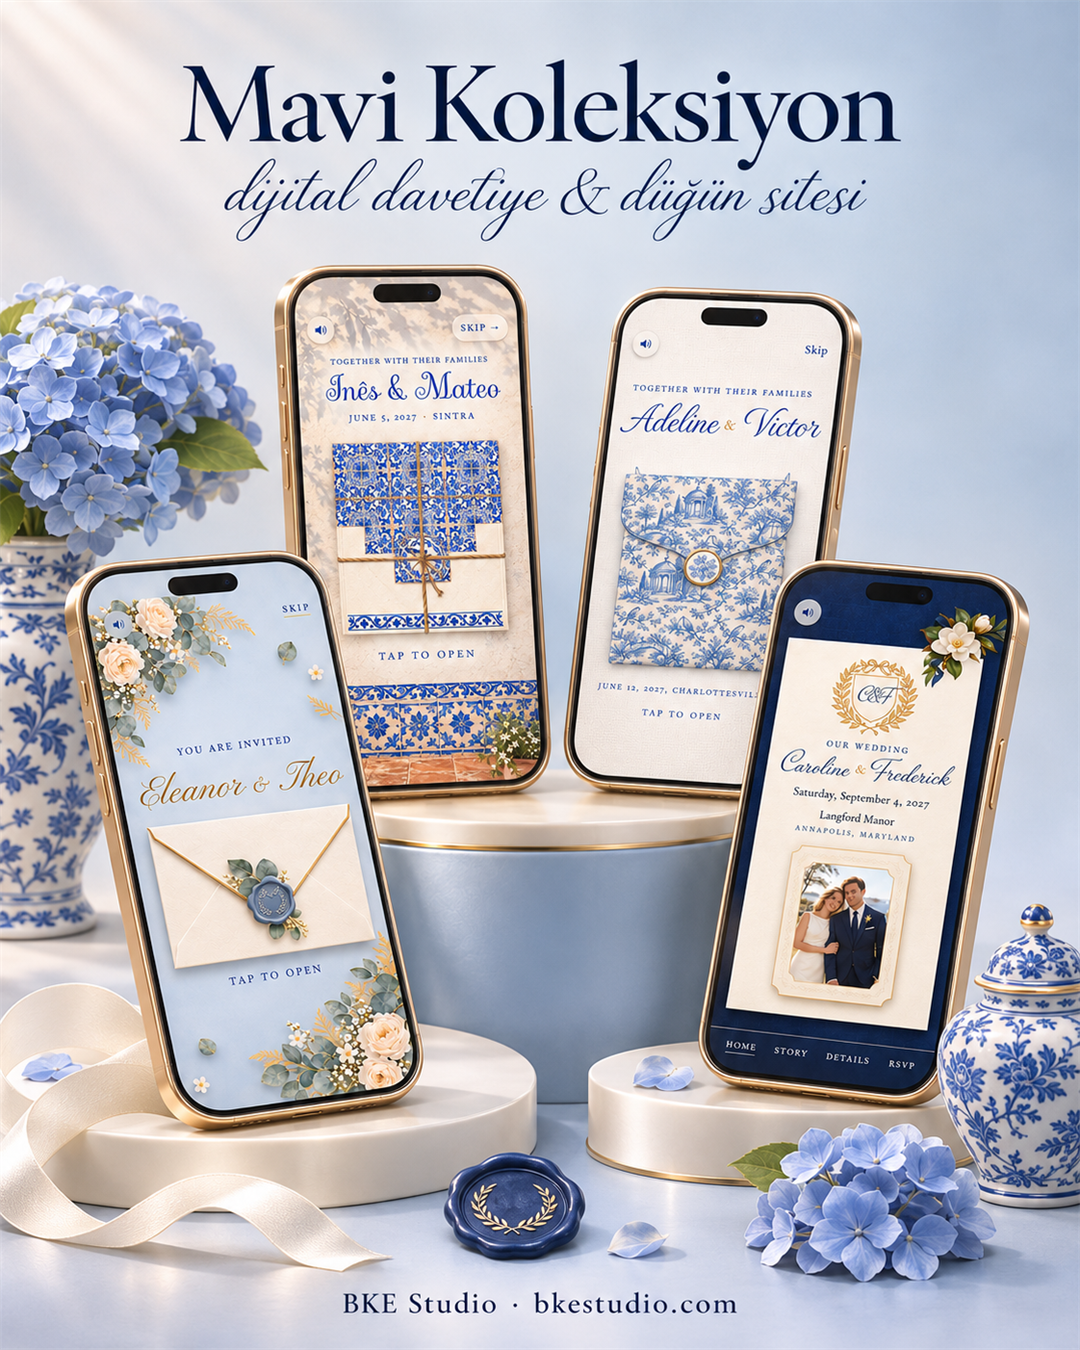 Mavi Koleksiyon
dijital davetiye & düğün sitesi
SKIP →
TOGETHER WITH THEIR FAMILIES
Inês & Mateo
JUNE 5, 2027 · SINTRA
TAP TO OPEN
Skip
TOGETHER WITH THEIR FAMILIES
Adeline & Victor
JUNE 12, 2027,
TAP TO OPEN
SKIP
YOU ARE INVITED
Eleanor & Theo
TAP TO OPEN
C&F
OUR WEDDING
Caroline & Frederick
Saturday, September 4, 2027
Langford Manor
ANNAPOLIS, MARYLAND
HOME STORY DETAILS RSVP
BKE Studio · bkestudio.com